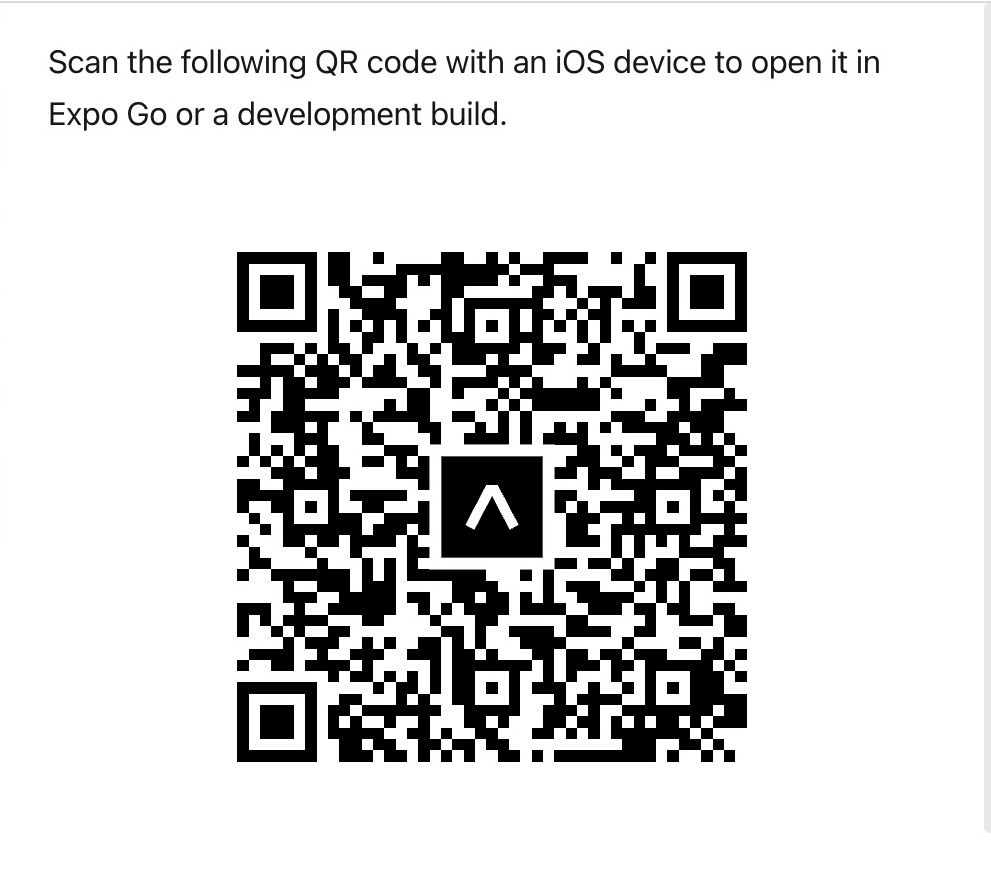 Scan the following QR code with an iOS device to open it in
Expo Go or a development build.